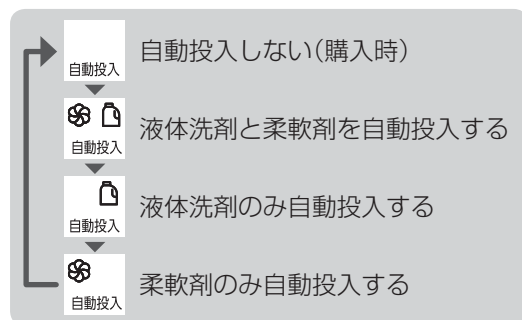 自動投入
自動投入しない(購入時)
自動投入
液体洗剤と柔軟剤を自動投入する
自動投入
液体洗剤のみ自動投入する
自動投入
柔軟剤のみ自動投入する